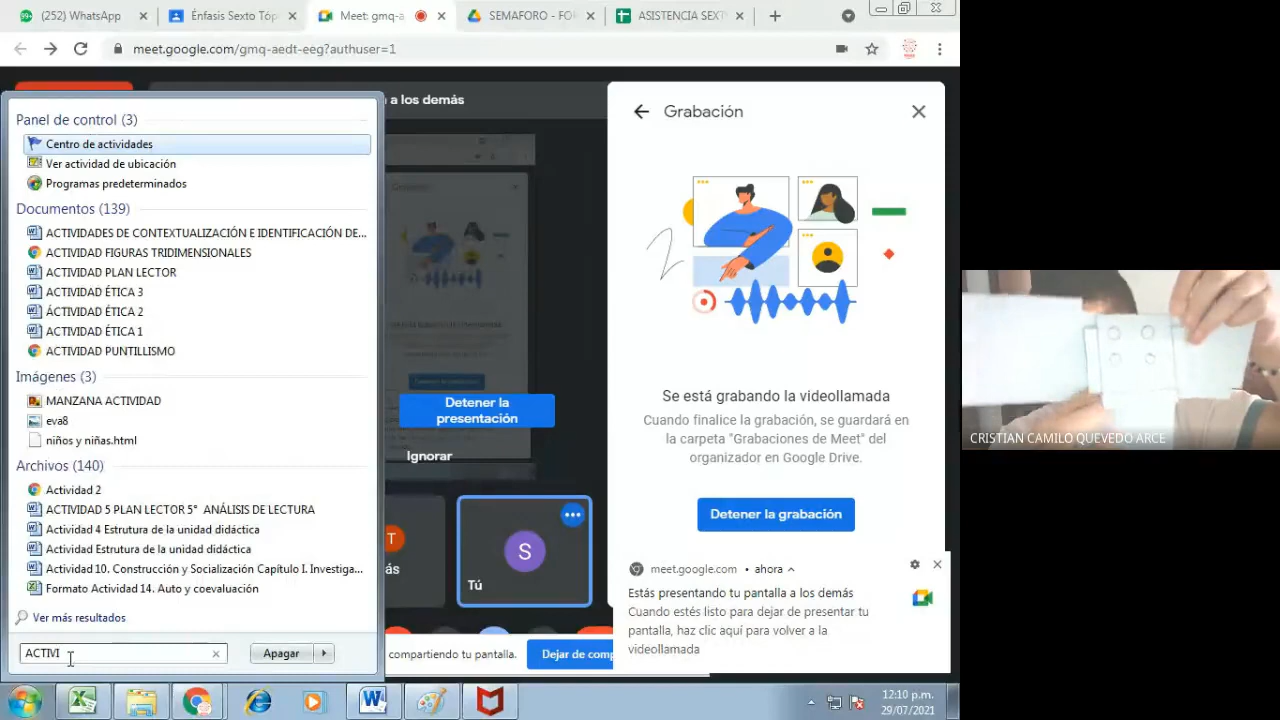 (252) WhatsApp
Énfasis Sexto Tóp
Meet: gmq-a
SEMAFORO - FO
ASISTENCIA SEXT
meet.google.com/gmq-aedt-eeg?authuser=1
a los demás
Grabación
Panel de control (3)
Centro de actividades
Ver actividad de ubicación
Programas predeterminados
Documentos (139)
ACTIVIDADES DE CONTEXTUALIZACIÓN E IDENTIFICACIÓN DE...
ACTIVIDAD FIGURAS TRIDIMENSIONALES
ACTIVIDAD PLAN LECTOR
ACTIVIDAD ÉTICA 3
ÁCTIVIDAD ÉTICA 2
ACTIVIDAD ÉTICA 1
ACTIVIDAD PUNTILLISMO
Imágenes (3)
MANZANA ACTIVIDAD
eva8
niños y niñas.html
Archivos (140)
Actividad 2
ACTIVIDAD 5 PLAN LECTOR 5° ANÁLISIS DE LECTURA
Actividad 4 Estructura de la unidad didáctica
Actividad Estructura de la unidad didáctica
Actividad 10. Construcción y Socialización Capítulo I. Investiga...
Formato Actividad 14. Auto y coevaluación
Ver más resultados
ACTIVI
Apagar
Detener la
presentación
Ignorar
T
ás
S
Tú
compartiendo tu pantalla.
Dejar de comp
Se está grabando la videollamada
Cuando finalice la grabación, se guardará en
la carpeta "Grabaciones de Meet" del
organizador en Google Drive.
Detener la grabación
meet.google.com • ahora
Estás presentando tu pantalla a los demás
Cuando estés listo para dejar de presentar tu
pantalla, haz clic aquí para volver a la
videollamada
CRISTIAN CAMILO QUEVEDO ARCE
12:10 p.m.
29/07/2021